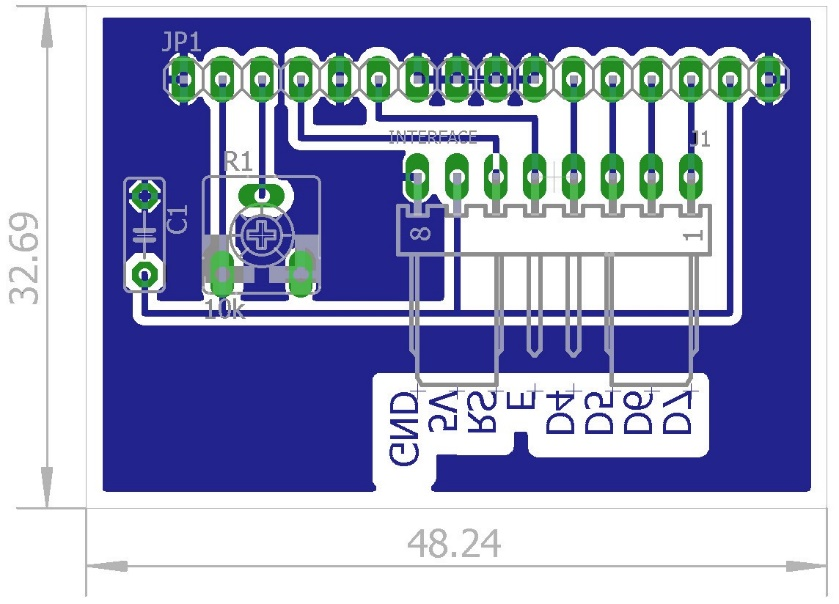 JP1
INTERFACE
J1
R1
C1
8
1
10k
32.69
GND
5V
RS
E
D4
D5
D6
D7
48.24